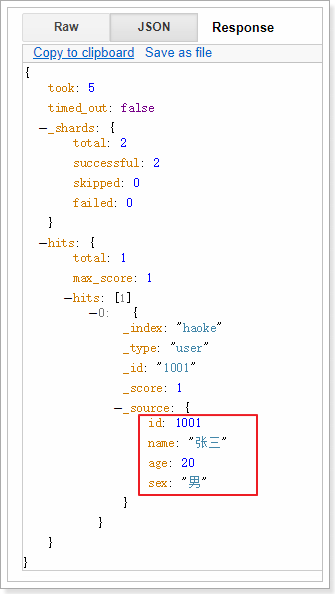 Raw JSON Response
Copy to clipboard Save as file
{
took: 5
timed_out: false
−_shards: {
total: 2
successful: 2
skipped: 0
failed: 0
}
−hits: {
total: 1
max_score: 1
−hits: [1]
−0: {
_index: "haoke"
_type: "user"
_id: "1001"
_score: 1
−_source: {
id: 1001
name: "张三"
age: 20
sex: "男"
}
}
}
}